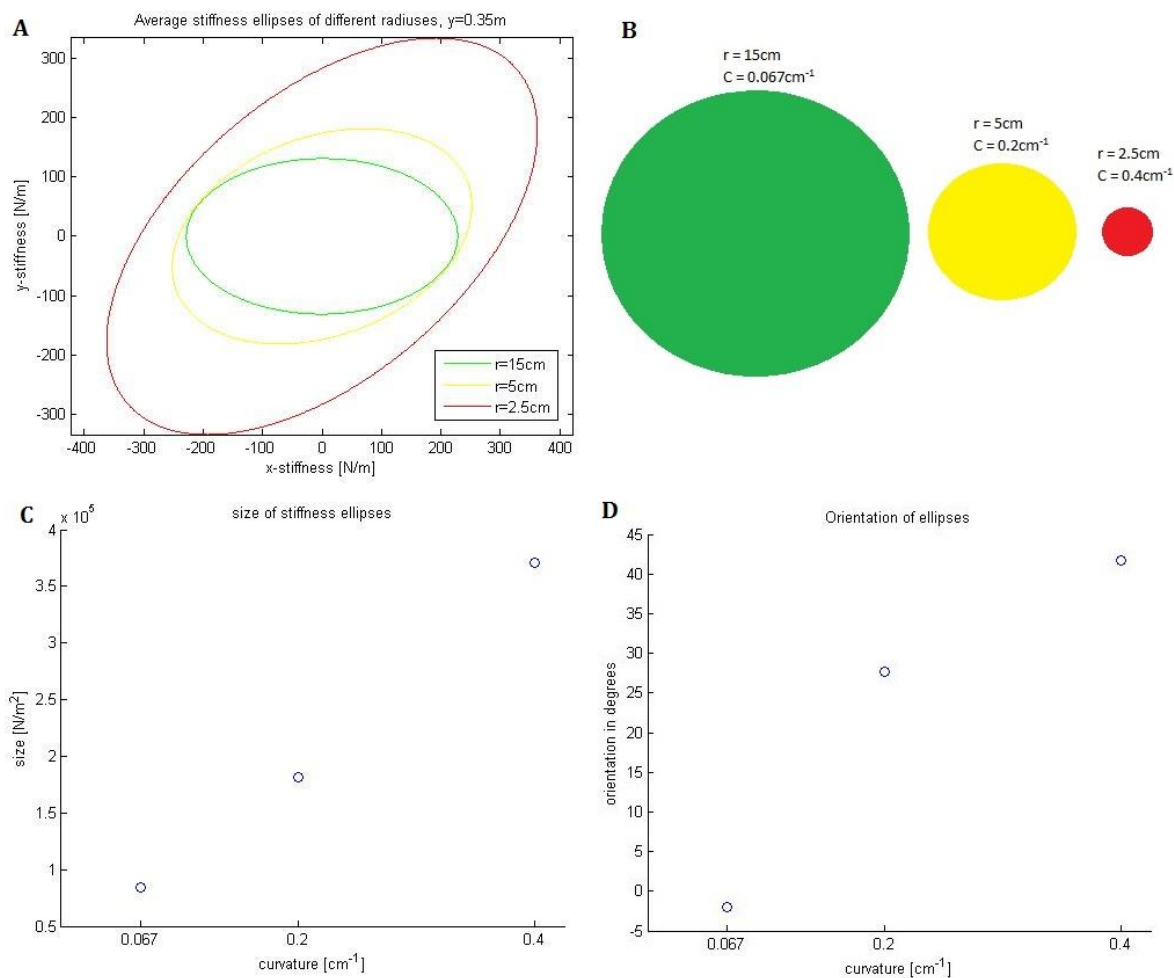 A
Average stiffness ellipses of different radiuses, y=0.35m
300
200
100
0
-100
-200
-300
y-stiffness [N/m]
r=15cm
r=5cm
r=2.5cm
-400 -300 -200 -100 0 100 200 300 400
x-stiffness [N/m]
B
r = 15cm
C = 0.067cm⁻¹
r = 5cm
C = 0.2cm⁻¹
r = 2.5cm
C = 0.4cm⁻¹
C
size of stiffness ellipses
x 10⁵
4
3.5
3
2.5
2
1.5
1
0.5
size [N/m²]
0.067 0.2 0.4
curvature [cm⁻¹]
D
Orientation of ellipses
45
40
35
30
25
20
15
10
5
0
-5
orientation in degrees
0.067 0.2 0.4
curvature [cm⁻¹]